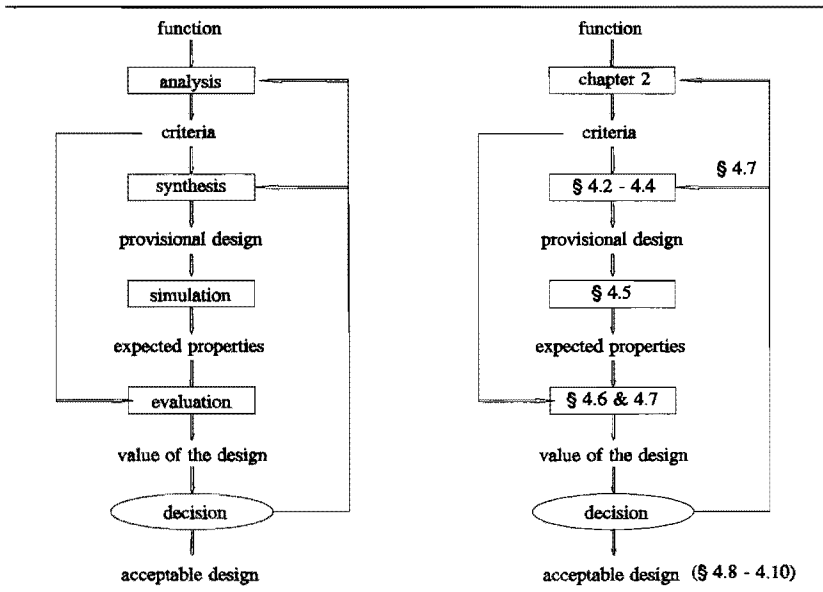 function
analysis
criteria
synthesis
provisional design
simulation
expected properties
evaluation
value of the design
decision
acceptable design
function
chapter 2
criteria
§ 4.7
§ 4.2 - 4.4
provisional design
§ 4.5
expected properties
§ 4.6 & 4.7
value of the design
decision
acceptable design (§ 4.8 - 4.10)